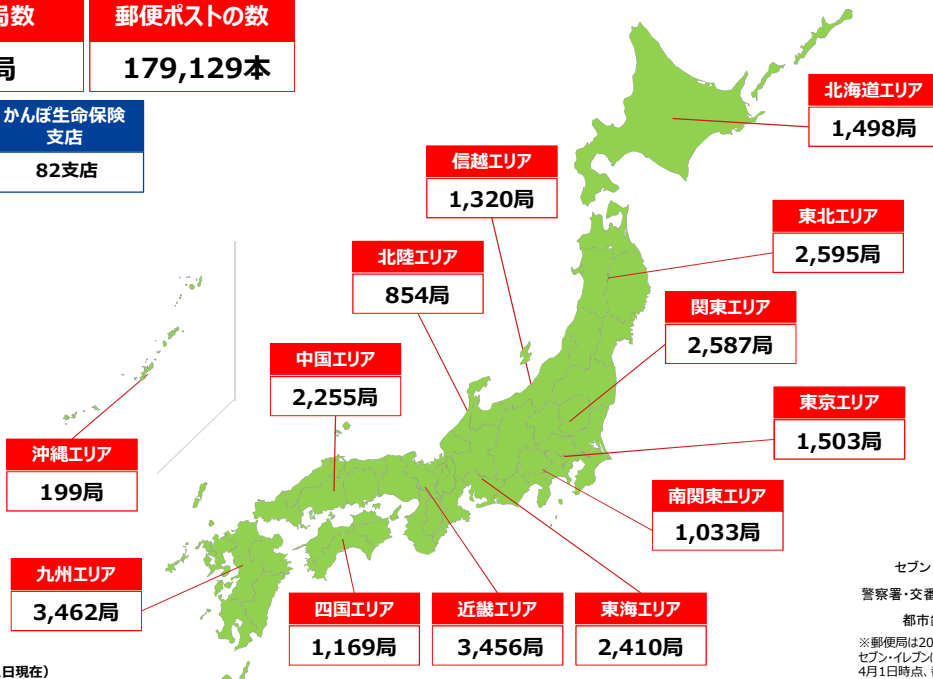 局数
局
郵便ポストの数
179,129本
かんぽ生命保険
支店
82支店
北海道エリア
1,498局
信越エリア
1,320局
東北エリア
2,595局
北陸エリア
854局
関東エリア
2,587局
中国エリア
2,255局
東京エリア
1,503局
沖縄エリア
199局
南関東エリア
1,033局
九州エリア
3,462局
四国エリア
1,169局
近畿エリア
3,456局
東海エリア
2,410局
セブン
警察署・交番
都市
※郵便局は20
セブン‐イレブン
4月1日時点、
日現在）